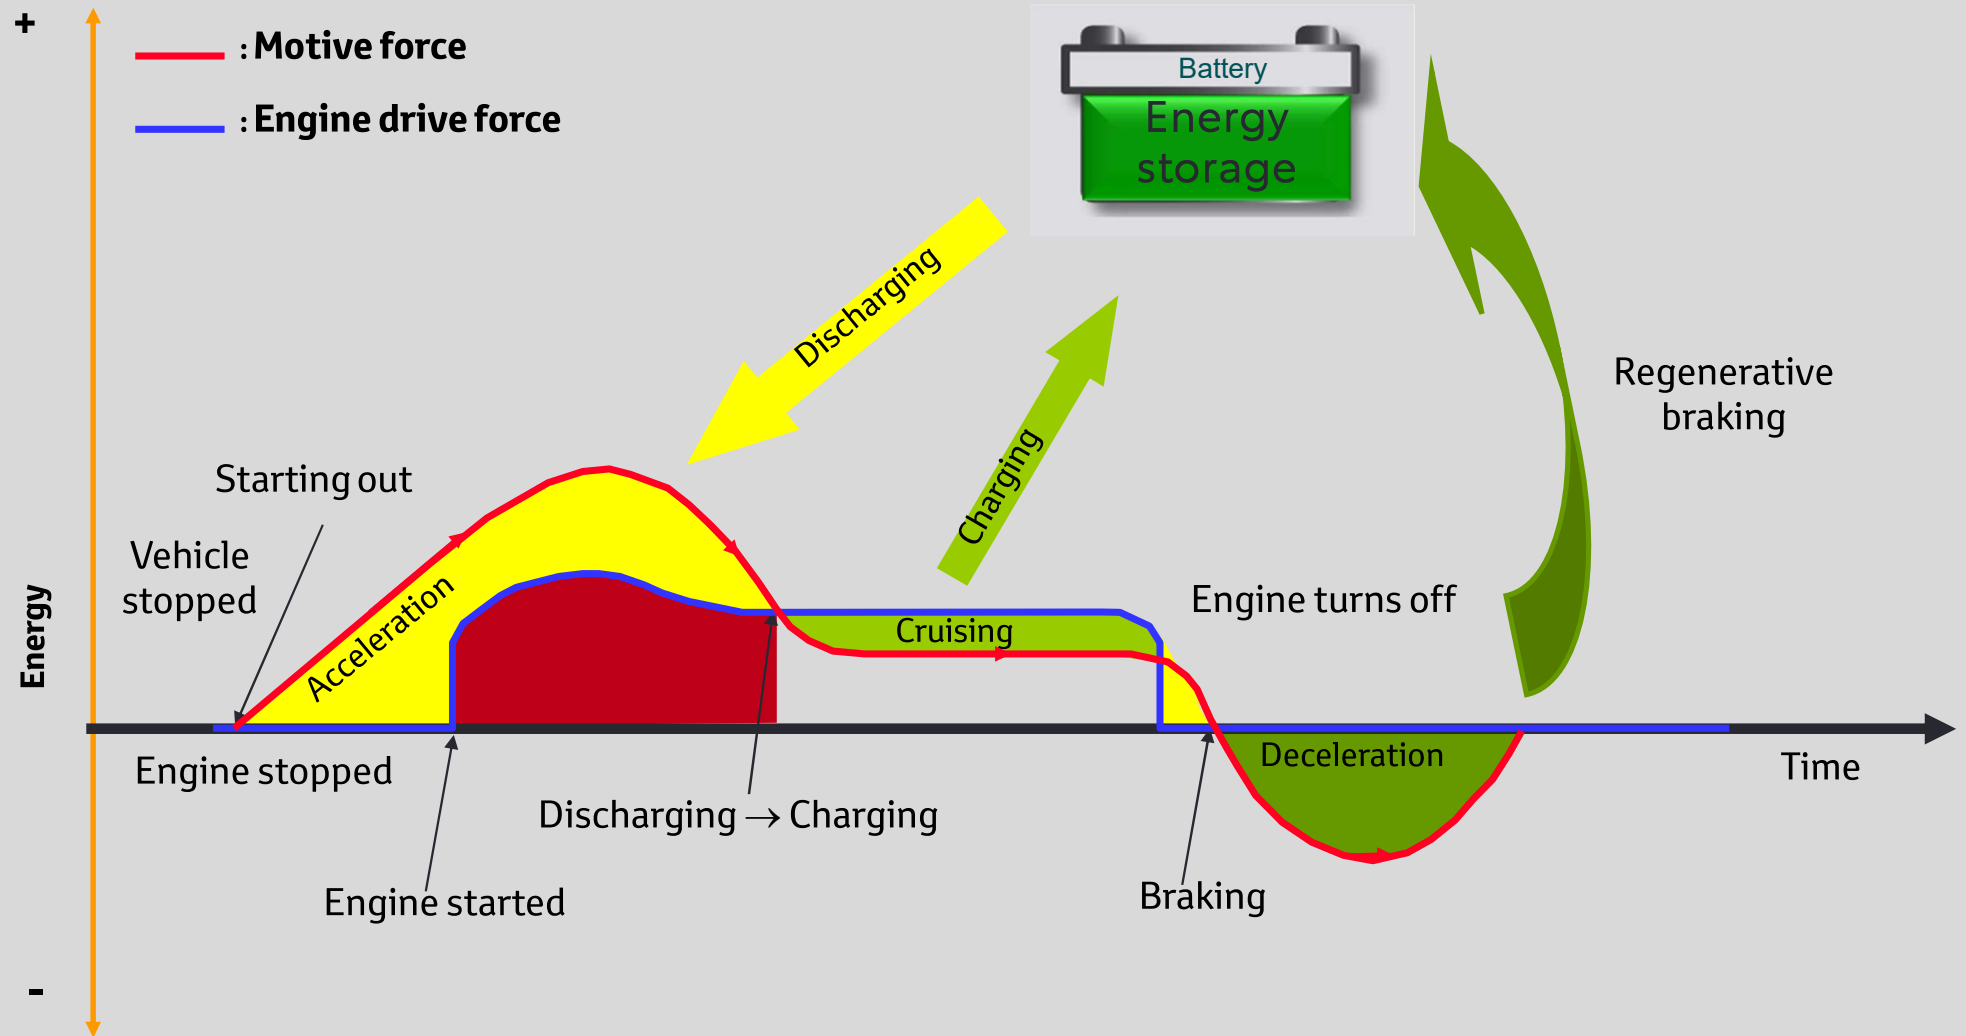 +
: Motive force
: Engine drive force
Battery
Energy
storage
Discharging
Charging
Regenerative
braking
Starting out
Vehicle
stopped
Acceleration
Energy
Cruising
Engine turns off
Deceleration
Engine stopped
Time
Discharging → Charging
Engine started
Braking
-